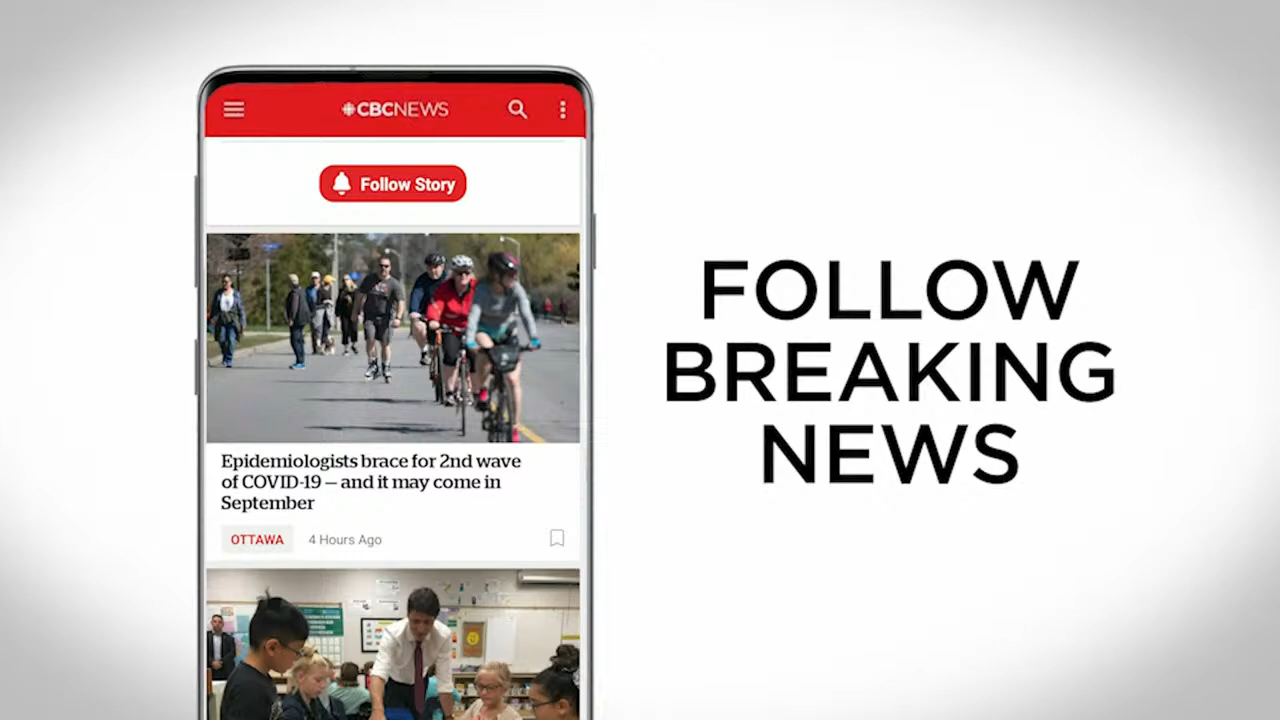 CBCNEWS
Follow Story
Epidemiologists brace for 2nd wave
of COVID-19 – and it may come in
September
OTTAWA
4 Hours Ago
FOLLOW
BREAKING
NEWS